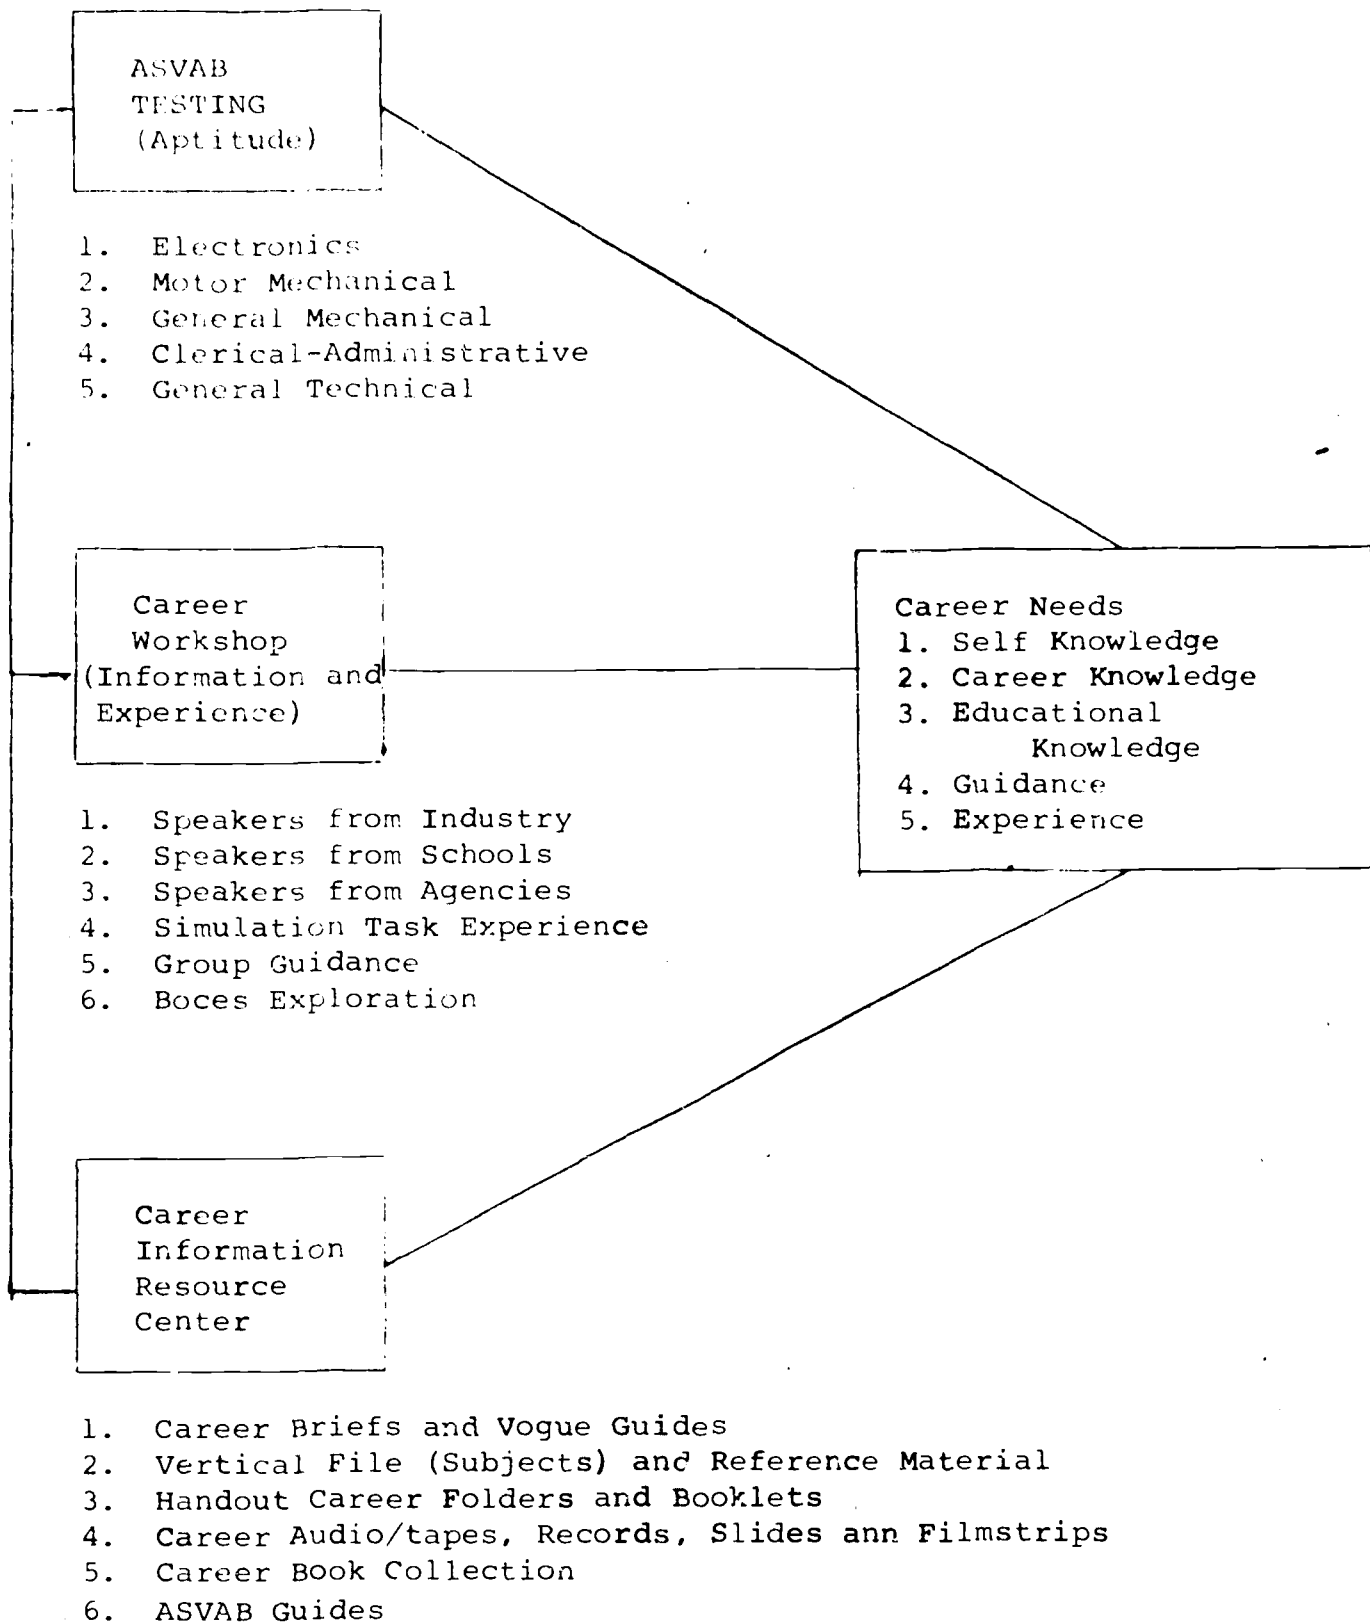 ASVAB
TESTING
(Aptitude)
1. Electronics
2. Motor Mechanical
3. General Mechanical
4. Clerical-Administrative
5. General Technical
Career
Workshop
(Information and
Experience)
Career Needs
1. Self Knowledge
2. Career Knowledge
3. Educational
Knowledge
4. Guidance
5. Experience
1. Speakers from Industry
2. Speakers from Schools
3. Speakers from Agencies
4. Simulation Task Experience
5. Group Guidance
6. Boces Exploration
Career
Information
Resource
Center
1. Career Briefs and Vogue Guides
2. Vertical File (Subjects) and Reference Material
3. Handout Career Folders and Booklets
4. Career Audio/tapes, Records, Slides ann Filmstrips
5. Career Book Collection
6. ASVAB Guides